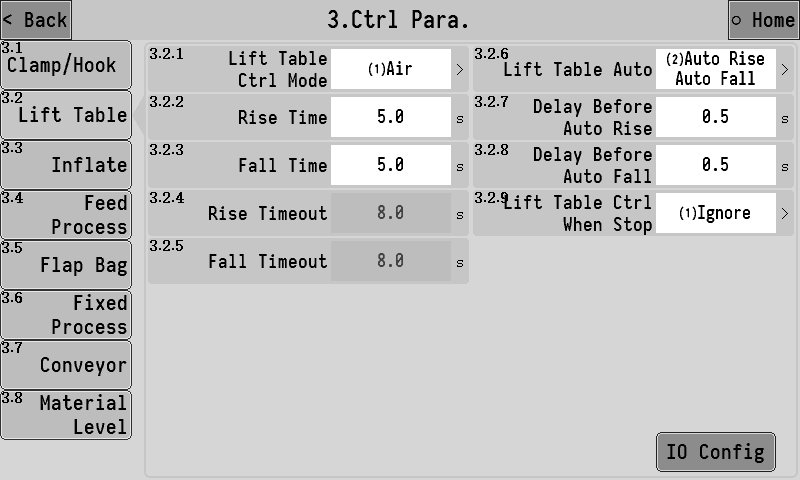 < Back
3.Ctrl Para.
○ Home
3.1
Clamp/Hook
3.2
Lift Table
3.3
Inflate
3.4
Feed
Process
3.5
Flap Bag
3.6
Fixed
Process
3.7
Conveyor
3.8
Material
Level
3.2.1
Lift Table
Ctrl Mode
(1)Air >
3.2.2
Rise Time
5.0 s
3.2.3
Fall Time
5.0 s
3.2.4
Rise Timeout
8.0 s
3.2.5
Fall Timeout
8.0 s
3.2.6
Lift Table Auto
(2)Auto Rise
Auto Fall >
3.2.7
Delay Before
Auto Rise
0.5 s
3.2.8
Delay Before
Auto Fall
0.5 s
3.2.9
Lift Table Ctrl
When Stop
(1)Ignore >
IO Config